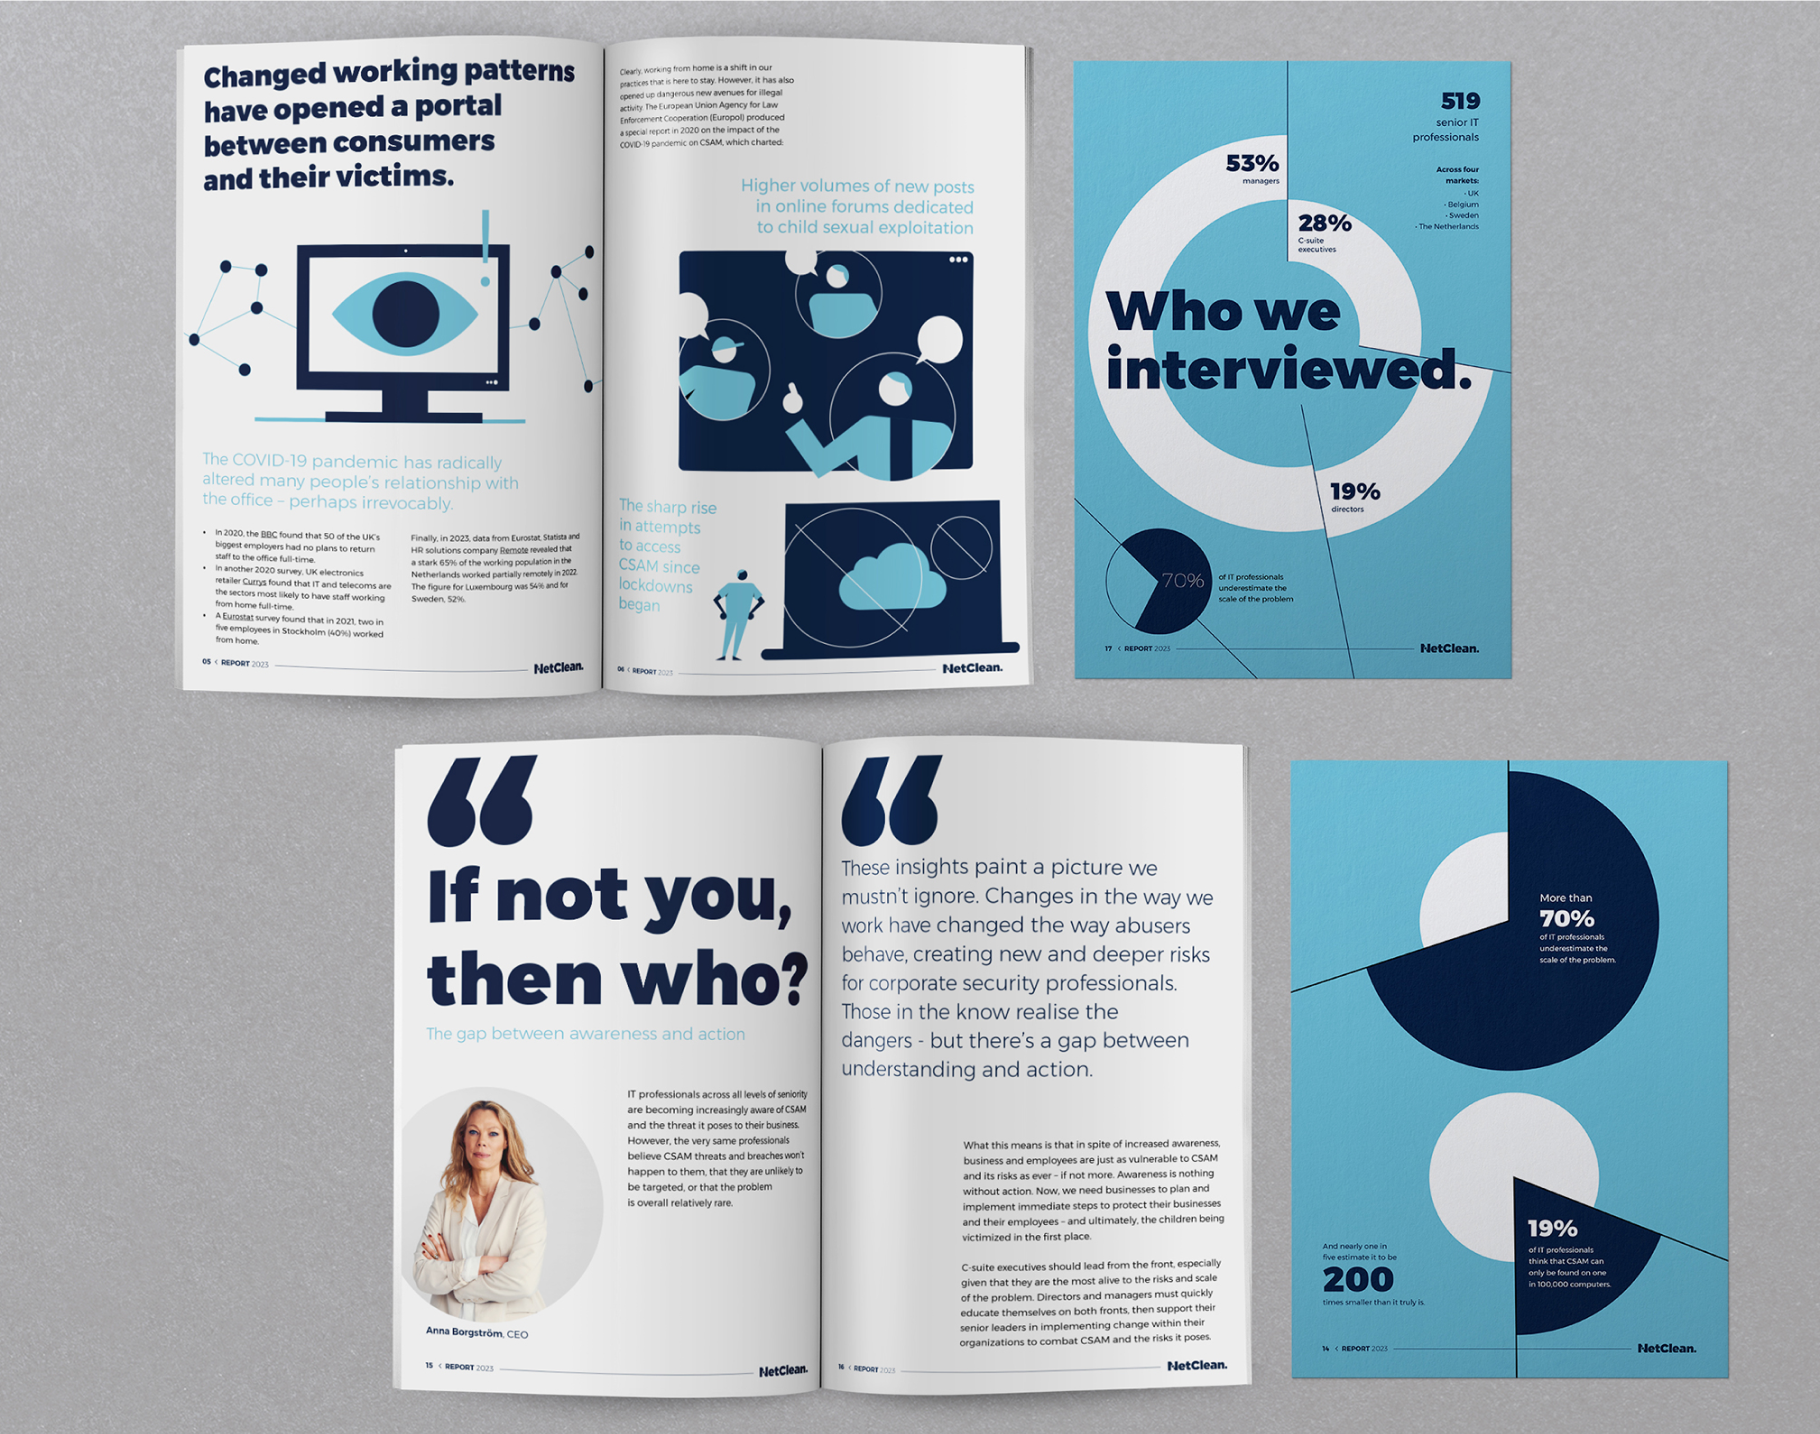 Changed working patterns
have opened a portal
between consumers
and their victims.
The COVID-19 pandemic has radically
altered many people's relationship with
the office – perhaps irrevocably.
• In 2020, the BBC found that 50 of the UK's
biggest employers had no plans to return
staff to the office full-time.
• In another 2020 survey, UK electronics
retailer Currys found that IT and telecoms are
the sectors most likely to have staff working
from home full-time.
• A Eurostat survey found that in 2021, two in
five employees in Stockholm (40%) worked
from home.
Finally, in 2023, data from Eurostat, Statista and
HR solutions company Remote revealed that
a stark 65% of the working population in the
Netherlands worked partially remotely in 2022.
The figure for Luxembourg was 54% and for
Sweden, 52%.
05 < REPORT 2023
NetClean.
Clearly, working from home is a shift in our
practices that is here to stay. However, it has also
opened up dangerous new avenues for illegal
activity. The European Union Agency for Law
Enforcement Cooperation (Europol) produced
a special report in 2020 on the impact of the
COVID-19 pandemic on CSAM, which charted:
Higher volumes of new posts
in online forums dedicated
to child sexual exploitation
The sharp rise
in attempts
to access
CSAM since
lockdowns
began
06 < REPORT 2023
NetClean.
519
senior IT
professionals
Across four
markets:
- UK
- Belgium
- Sweden
- The Netherlands
53%
managers
28%
C-suite
executives
Who we
interviewed.
19%
directors
70%
of IT professionals
underestimate the
scale of the problem
17 < REPORT 2023
NetClean.
“
If not you,
then who?
The gap between awareness and action
IT professionals across all levels of seniority
are becoming increasingly aware of CSAM
and the threat it poses to their business.
However, the very same professionals
believe CSAM threats and breaches won't
happen to them, that they are unlikely to
be targeted, or that the problem
is overall relatively rare.
Anna Borgström, CEO
15 < REPORT 2023
NetClean.
“
These insights paint a picture we
mustn't ignore. Changes in the way we
work have changed the way abusers
behave, creating new and deeper risks
for corporate security professionals.
Those in the know realise the
dangers - but there's a gap between
understanding and action.
What this means is that in spite of increased awareness,
business and employees are just as vulnerable to CSAM
and its risks as ever – if not more. Awareness is nothing
without action. Now, we need businesses to plan and
implement immediate steps to protect their businesses
and their employees – and ultimately, the children being
victimized in the first place.
C-suite executives should lead from the front, especially
given that they are the most alive to the risks and scale
of the problem. Directors and managers must quickly
educate themselves on both fronts, then support their
senior leaders in implementing change within their
organizations to combat CSAM and the risks it poses.
16 < REPORT 2023
NetClean.
More than
70%
of IT professionals
underestimate the
scale of the problem.
19%
of IT professionals
think that CSAM can
only be found on one
in 100,000 computers.
And nearly one in
five estimate it to be
200
times smaller than it truly is.
14 < REPORT 2023
NetClean.